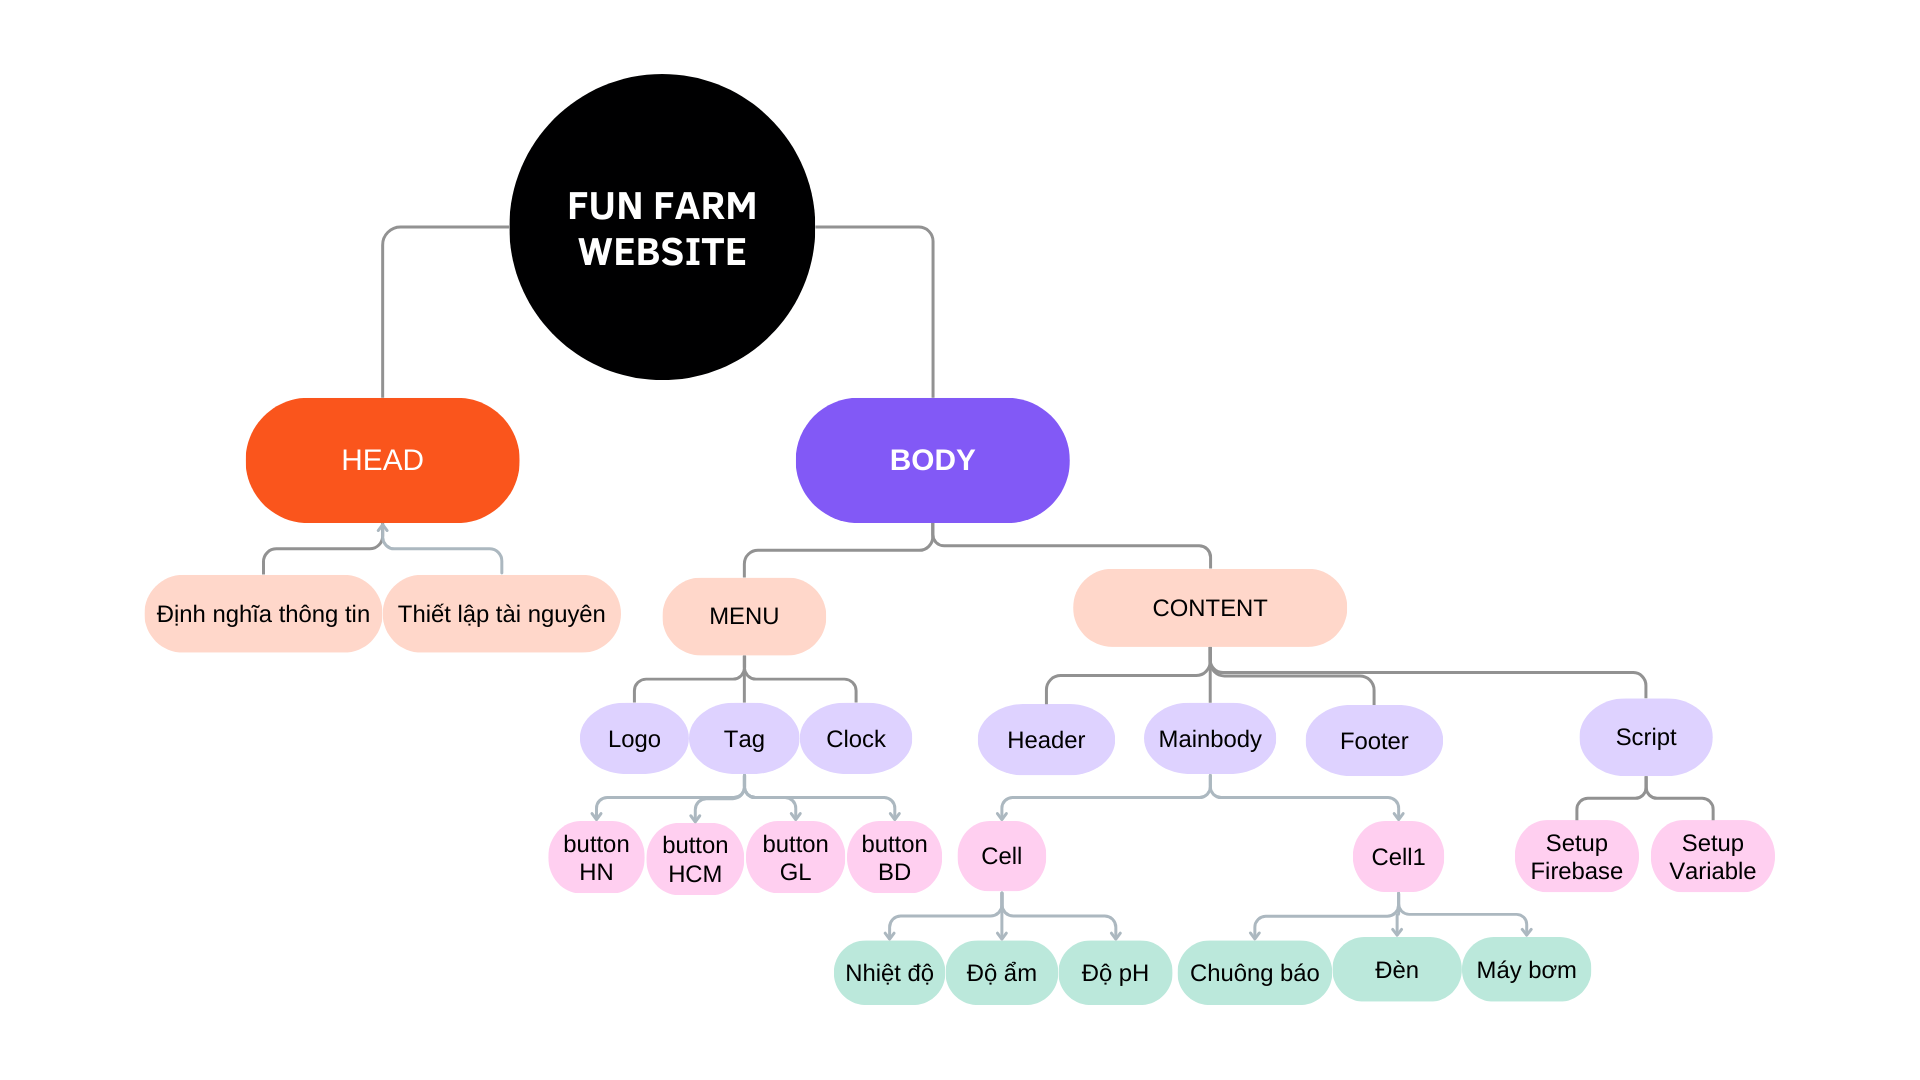 FUN FARM
WEBSITE
HEAD
BODY
Định nghĩa thông tin
Thiết lập tài nguyên
MENU
CONTENT
Logo
Tag
Clock
Header
Mainbody
Footer
Script
button
HN
button
HCM
button
GL
button
BD
Cell
Cell1
Setup
Firebase
Setup
Variable
Nhiệt độ
Độ ẩm
Độ pH
Chuông báo
Đèn
Máy bơm